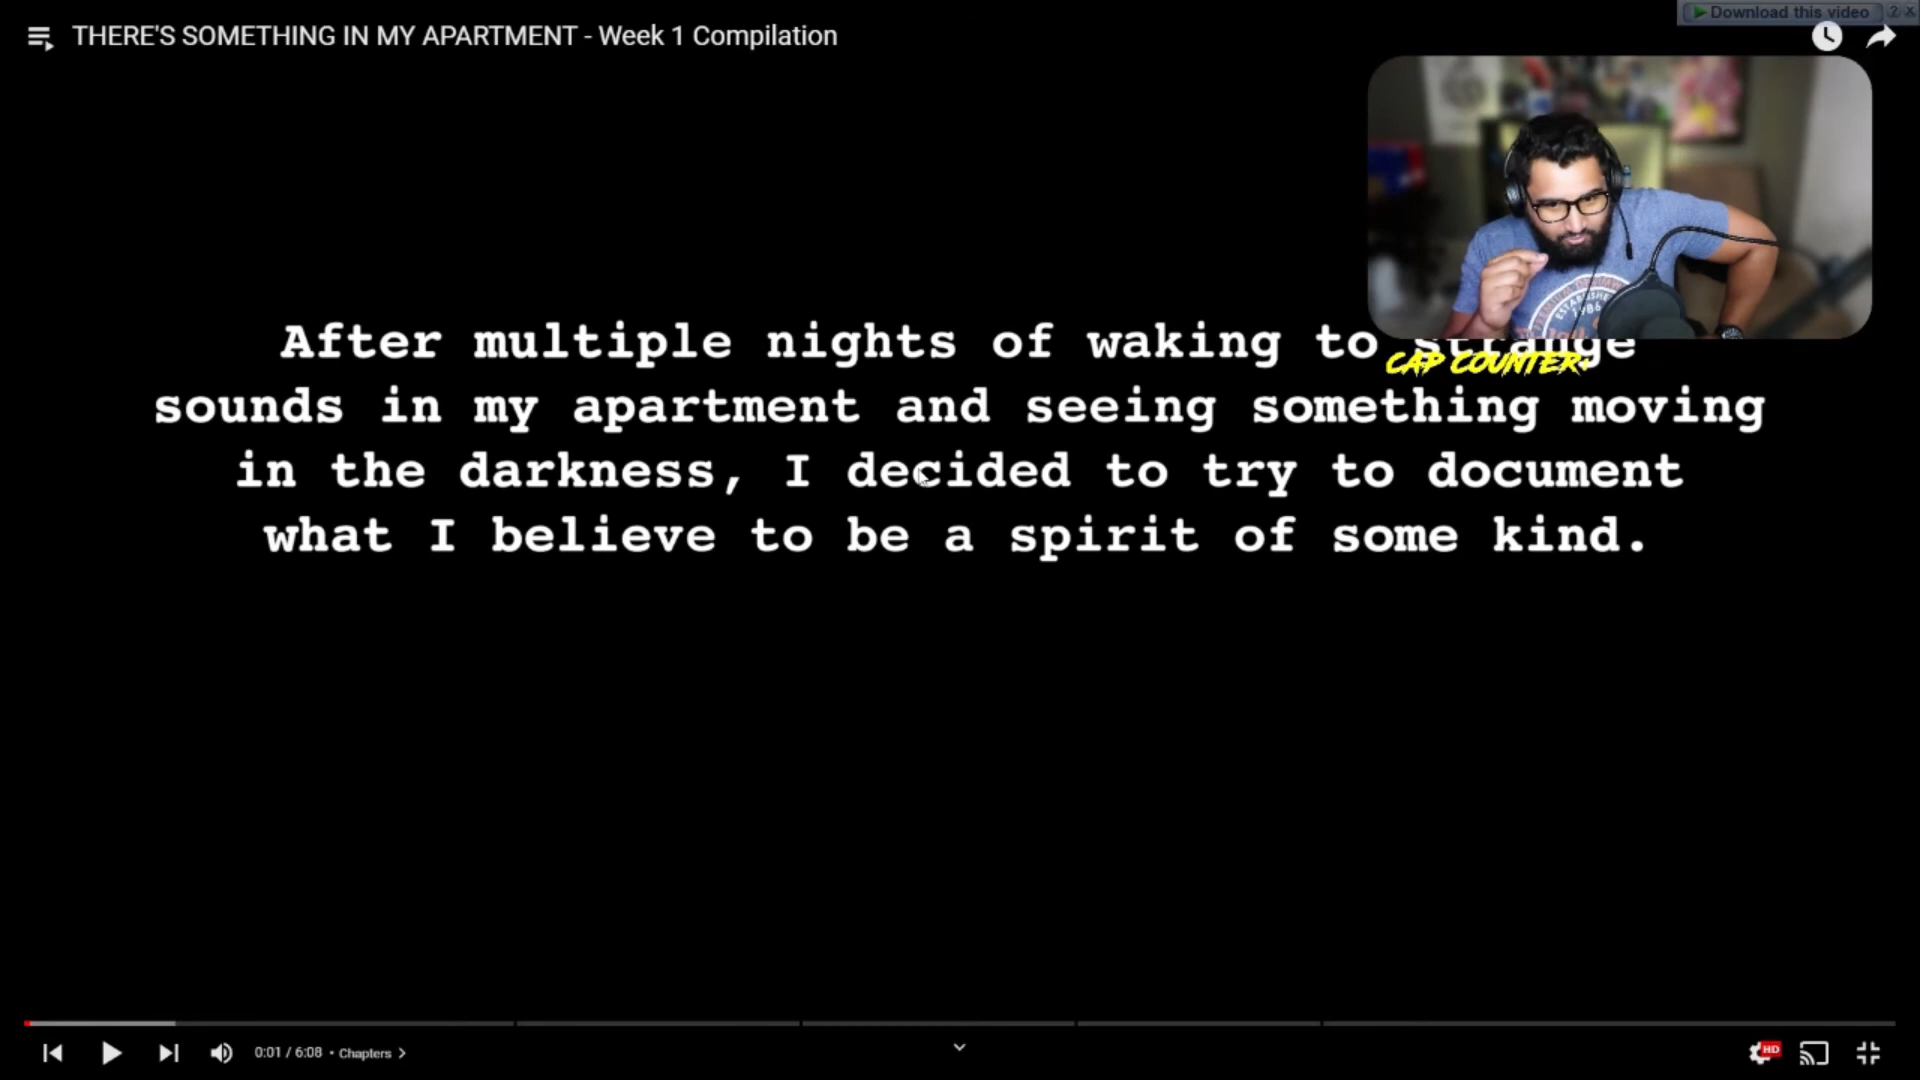 Download this video
THERE'S SOMETHING IN MY APARTMENT - Week 1 Compilation
After multiple nights of waking to strange
CAP COUNTER:
sounds in my apartment and seeing something moving
in the darkness, I decided to try to document
what I believe to be a spirit of some kind.
0:01 / 6:08 • Chapters
HD